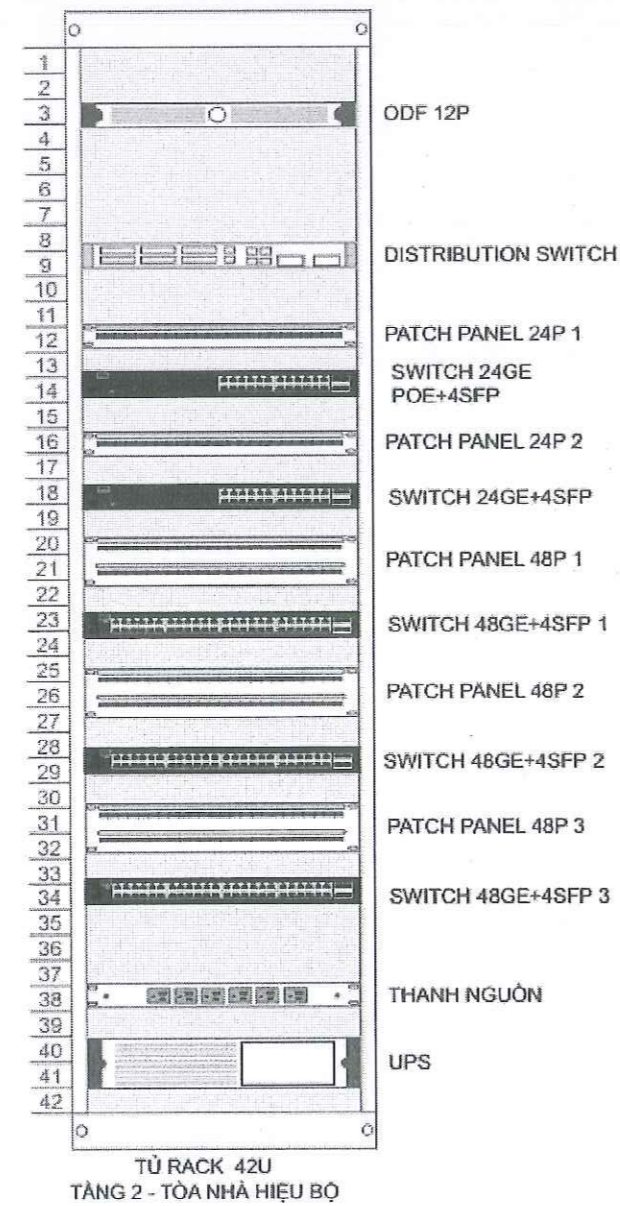 1
2
3
ODF 12P
4
5
6
7
8
DISTRIBUTION SWITCH
9
10
11
12
PATCH PANEL 24P 1
13
SWITCH 24GE
POE+4SFP
14
15
16
PATCH PANEL 24P 2
17
18
SWITCH 24GE+4SFP
19
20
PATCH PANEL 48P 1
21
22
23
SWITCH 48GE+4SFP 1
24
25
26
PATCH PANEL 48P 2
27
28
SWITCH 48GE+4SFP 2
29
30
31
PATCH PANEL 48P 3
32
33
34
SWITCH 48GE+4SFP 3
35
36
37
38
THANH NGUỒN
39
40
UPS
41
42
TỦ RACK 42U
TẦNG 2 - TÒA NHÀ HIỆU BỘ